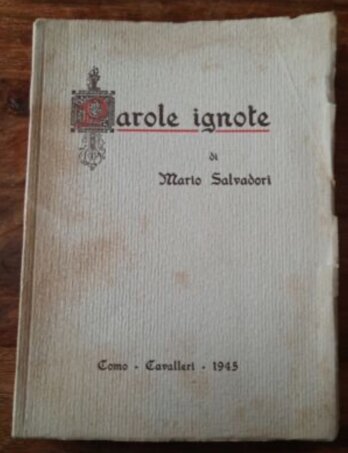 Parole ignote
di
Mario Salvadori
Como - Cavalleri - 1945